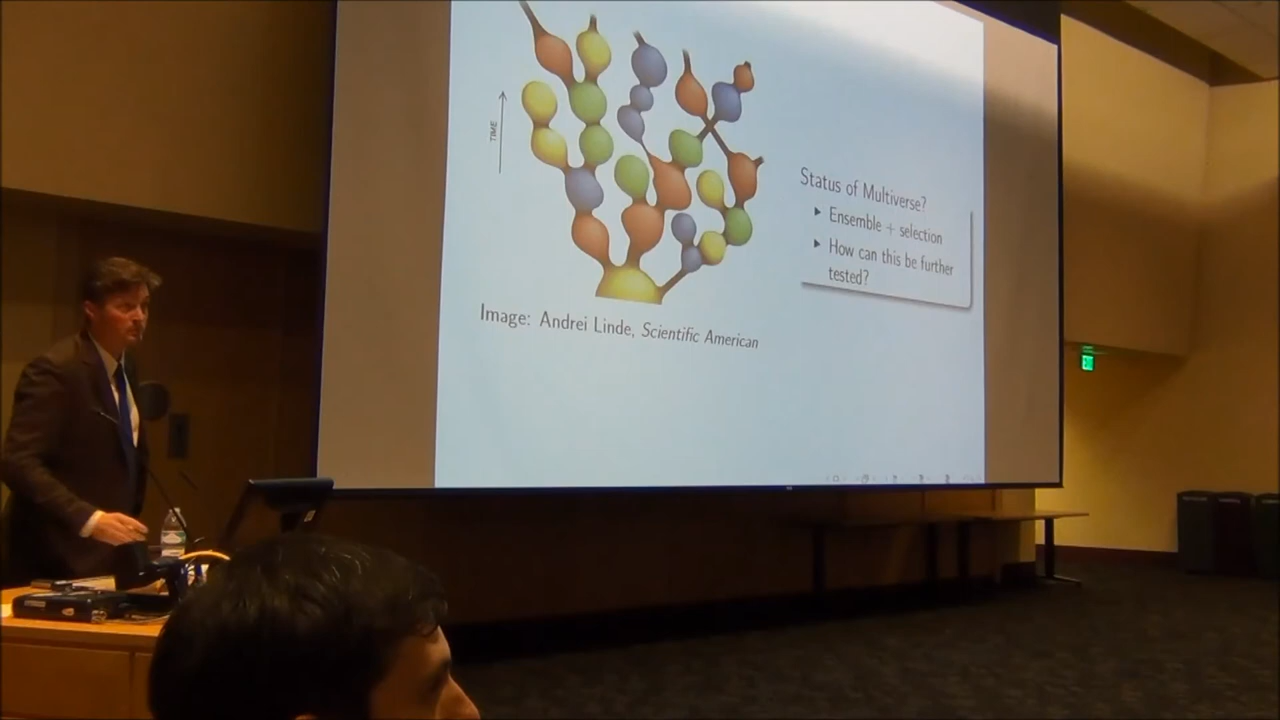 TIME
Status of Multiverse?
Ensemble + selection
How can this be further
tested?
Image: Andrei Linde, Scientific American